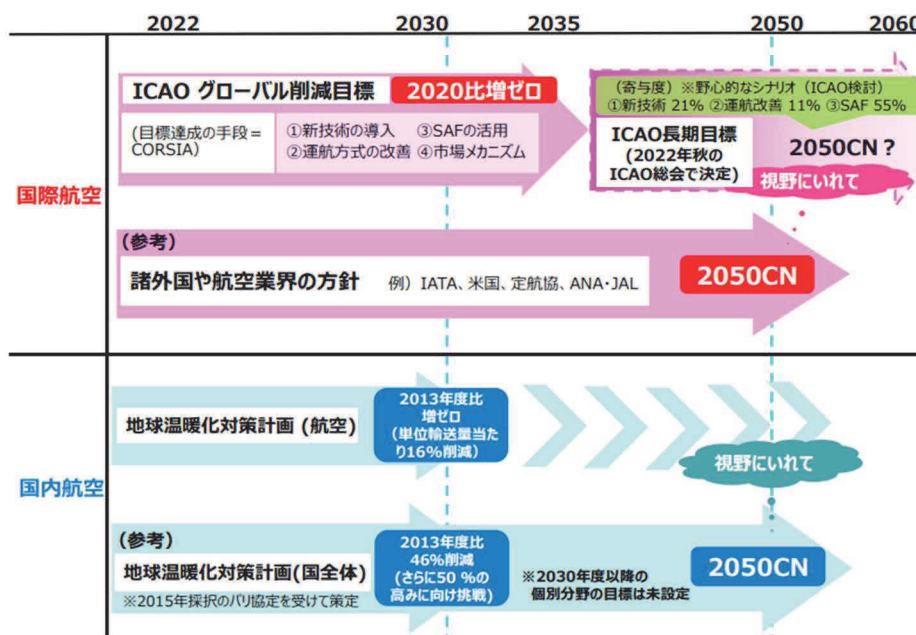 2022 2030 2035 2050 2060
国際航空
ICAO グローバル削減目標
2020比増ゼロ
(目標達成の手段=
CORSIA)
①新技術の導入 ③SAFの活用
②運航方式の改善 ④市場メカニズム
(寄与度)※野心的なシナリオ(ICAO検討)
①新技術 21% ②運航改善 11% ③SAF 55%
ICAO長期目標
(2022年秋の
ICAO総会で決定)
2050CN?
視野にいれて
(参考)
諸外国や航空業界の方針 例)IATA、米国、定航協、ANA・JAL
2050CN
国内航空
地球温暖化対策計画 (航空)
2013年度比
増ゼロ
(単位輸送量当た
り16%削減)
視野にいれて
(参考)
地球温暖化対策計画(国全体)
※2015年採択のパリ協定を受けて策定
2013年度比
46%削減
(さらに50 %の
高みに向け挑戦)
※2030年度以降の
個別分野の目標は未設定
2050CN